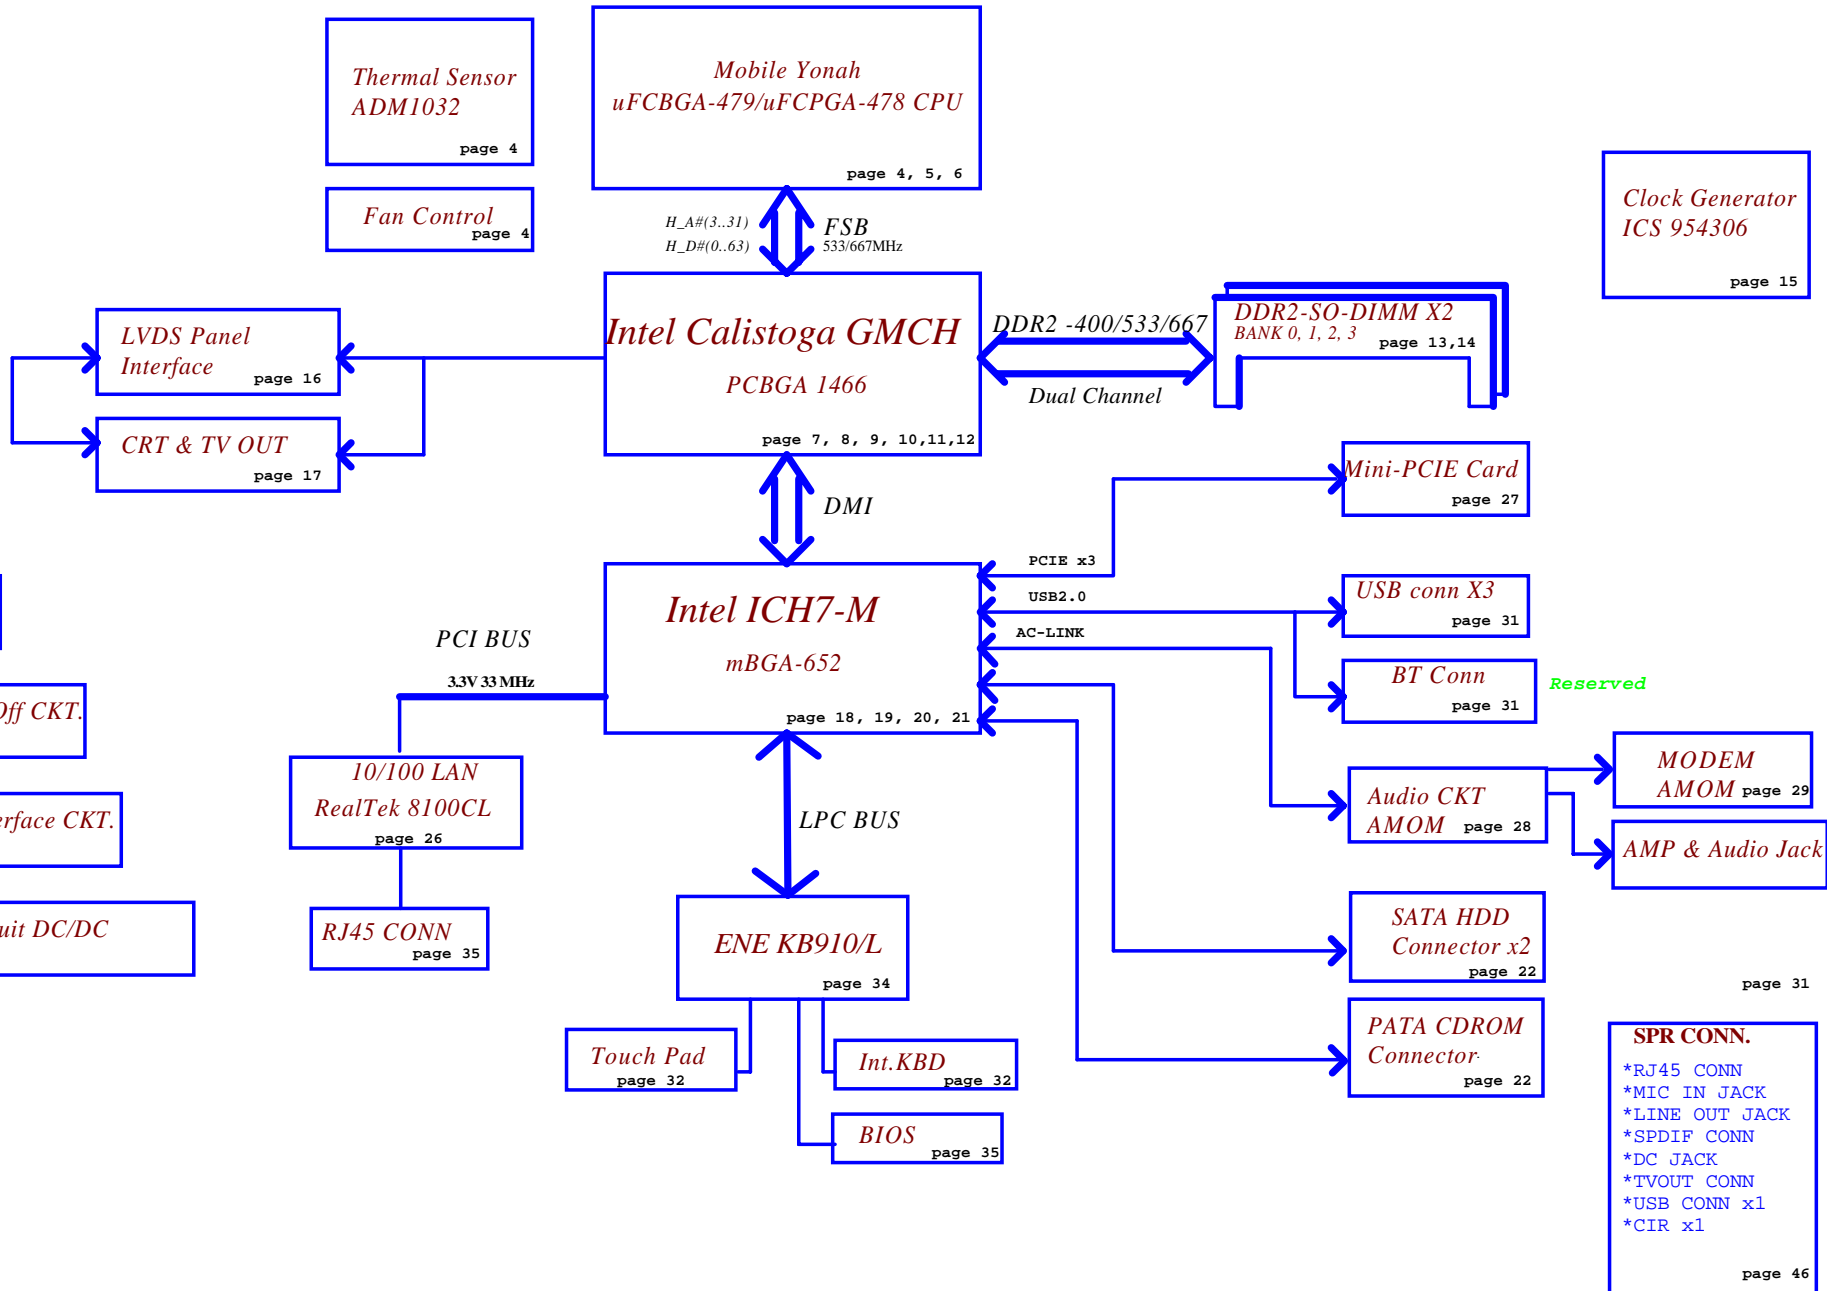 Thermal Sensor
ADM1032
page 4
Mobile Yonah
uFCBGA-479/uFCPGA-478 CPU
page 4, 5, 6
Clock Generator
ICS 954306
page 15
Fan Control
page 4
H_A#(3..31)
H_D#(0..63)
FSB
533/667MHz
Intel Calistoga GMCH
PCBGA 1466
page 7, 8, 9, 10,11,12
DDR2 -400/533/667
Dual Channel
DDR2-SO-DIMM X2
BANK 0, 1, 2, 3
page 13,14
LVDS Panel
Interface
page 16
CRT & TV OUT
page 17
DMI
Mini-PCIE Card
page 27
PCIE x3
USB2.0
AC-LINK
Intel ICH7-M
mBGA-652
page 18, 19, 20, 21
USB conn X3
page 31
BT Conn
page 31
Reserved
PCI BUS
3.3V 33 MHz
Off CKT.
erface CKT.
uit DC/DC
10/100 LAN
RealTek 8100CL
page 26
RJ45 CONN
page 35
LPC BUS
Audio CKT
AMOM
page 28
MODEM
AMOM
page 29
AMP & Audio Jack
ENE KB910/L
page 34
SATA HDD
Connector x2
page 22
page 31
Touch Pad
page 32
Int.KBD
page 32
BIOS
page 35
PATA CDROM
Connector
page 22
SPR CONN.
*RJ45 CONN
*MIC IN JACK
*LINE OUT JACK
*SPDIF CONN
*DC JACK
*TVOUT CONN
*USB CONN x1
*CIR x1
page 46